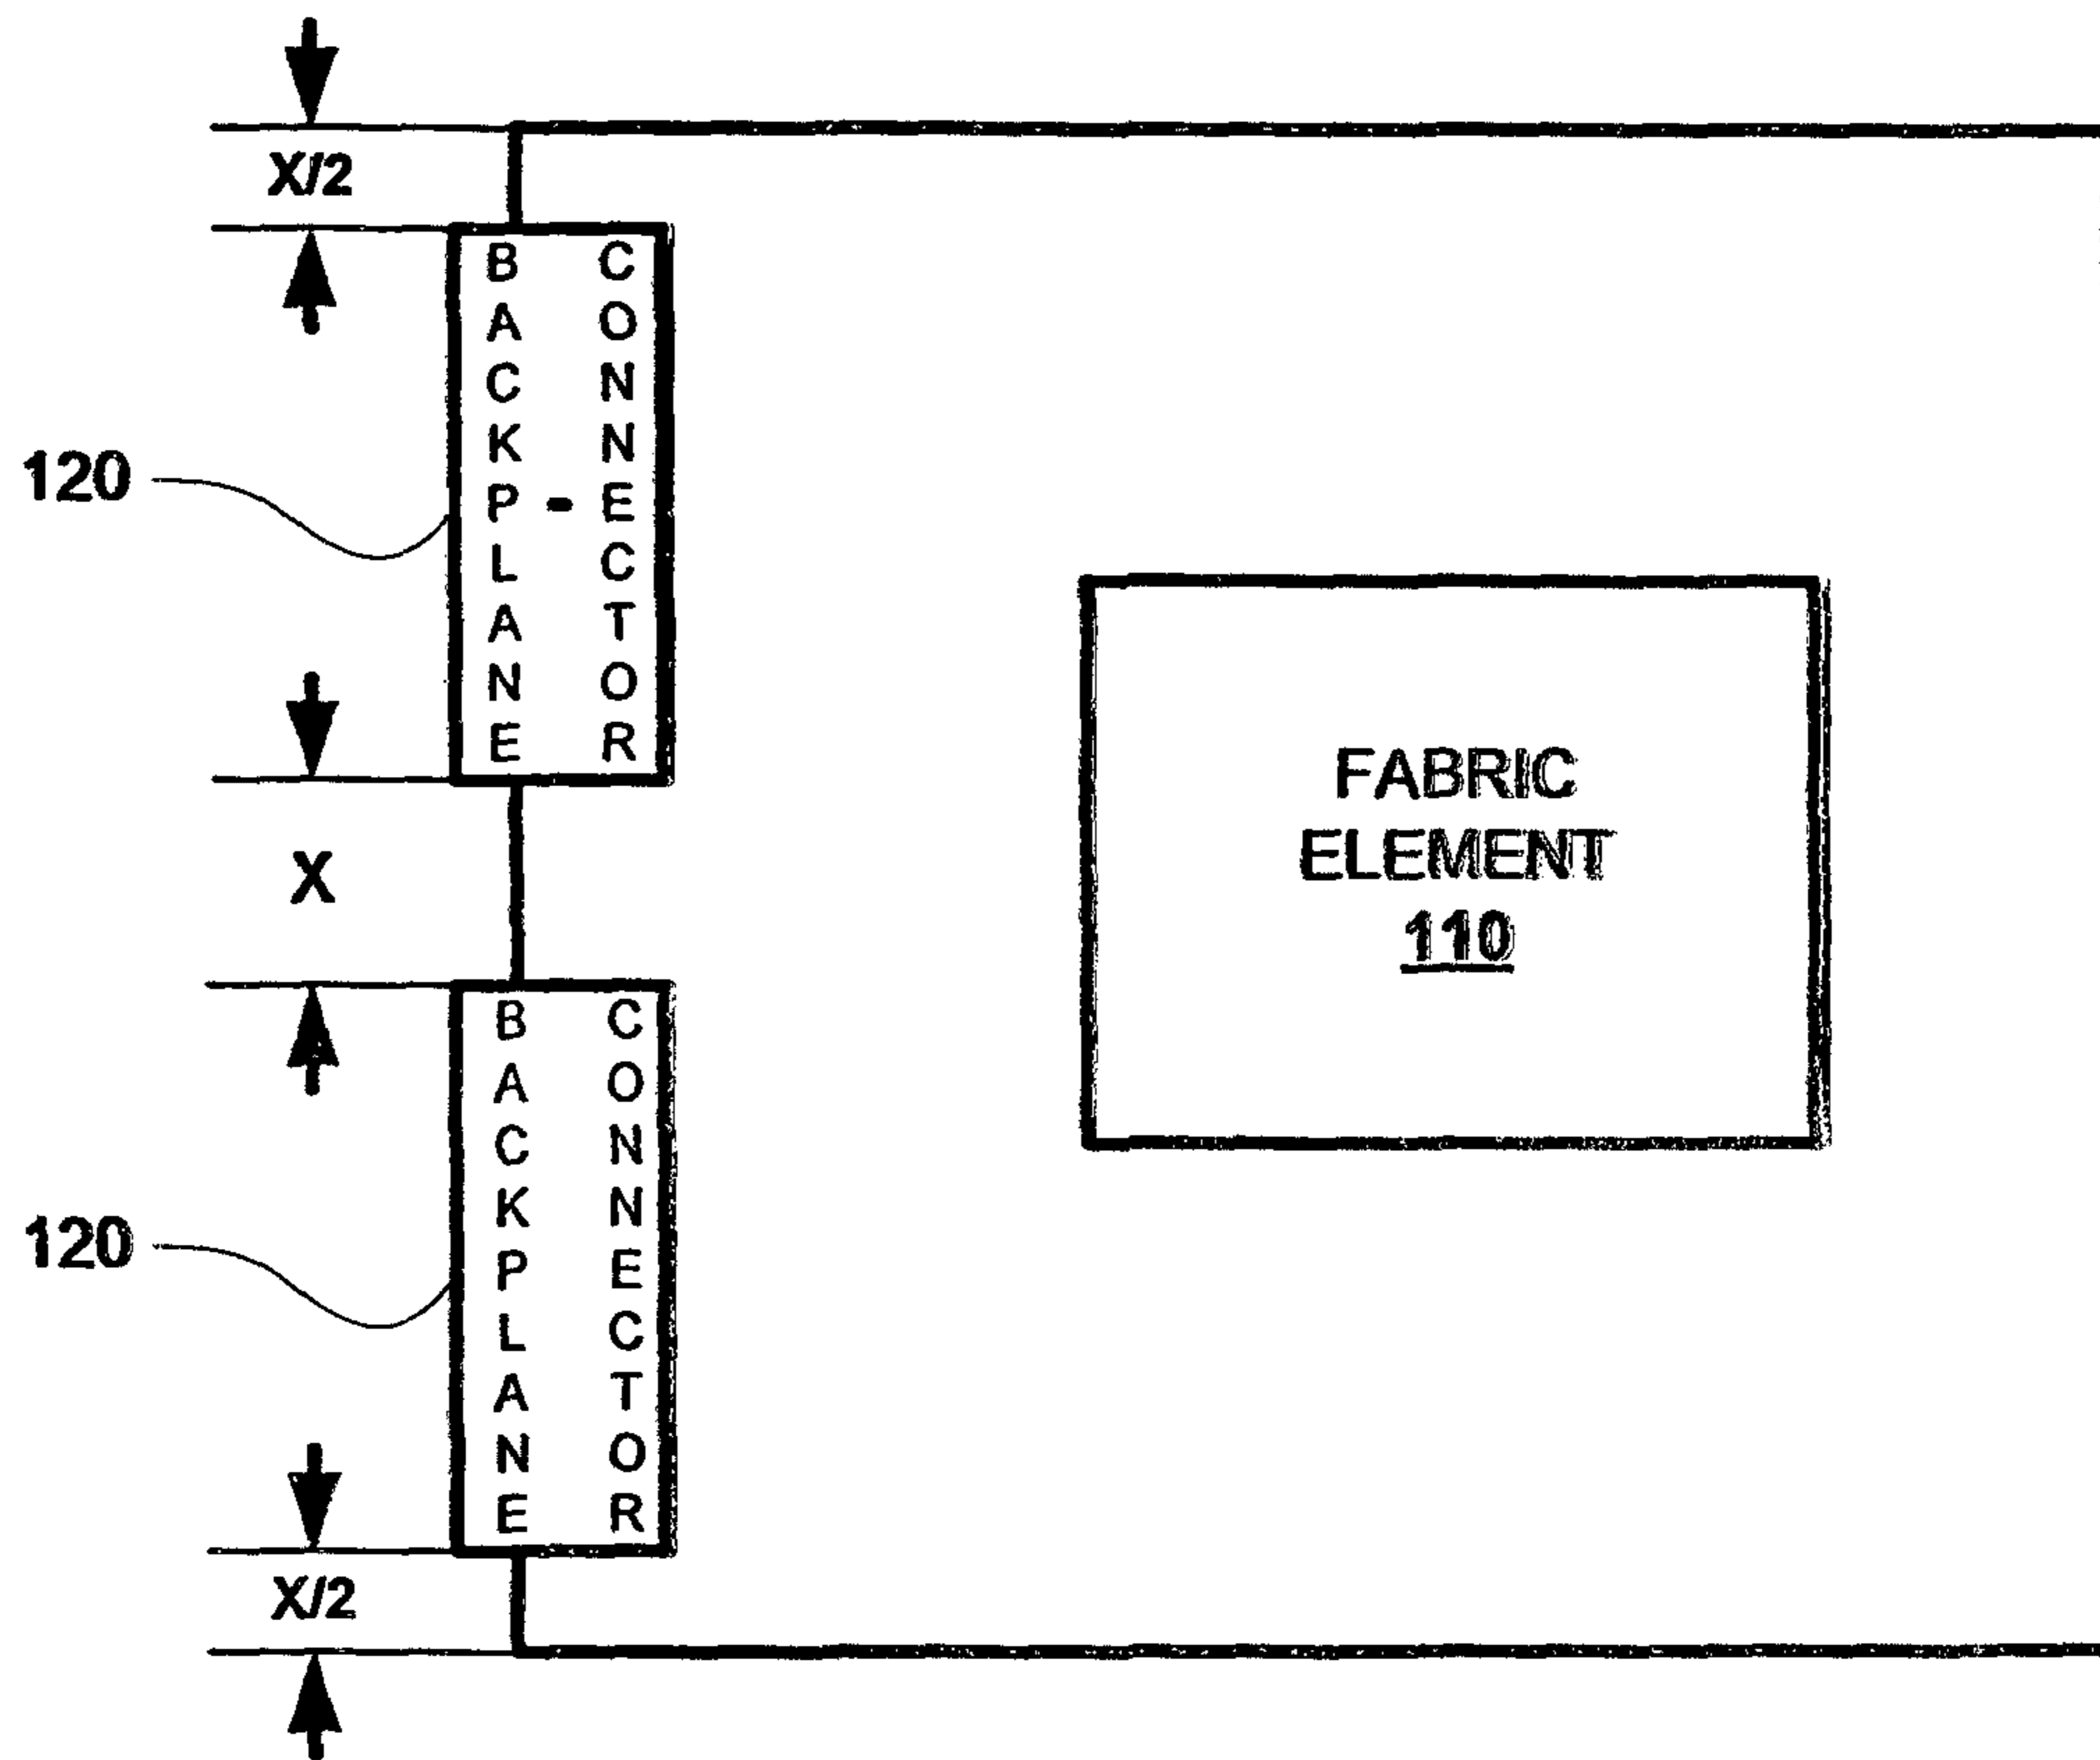 X/2
BACKPLANE - CONNECTOR
120
X
FABRIC
ELEMENT
110
BACKPLANE CONNECTOR
120
X/2